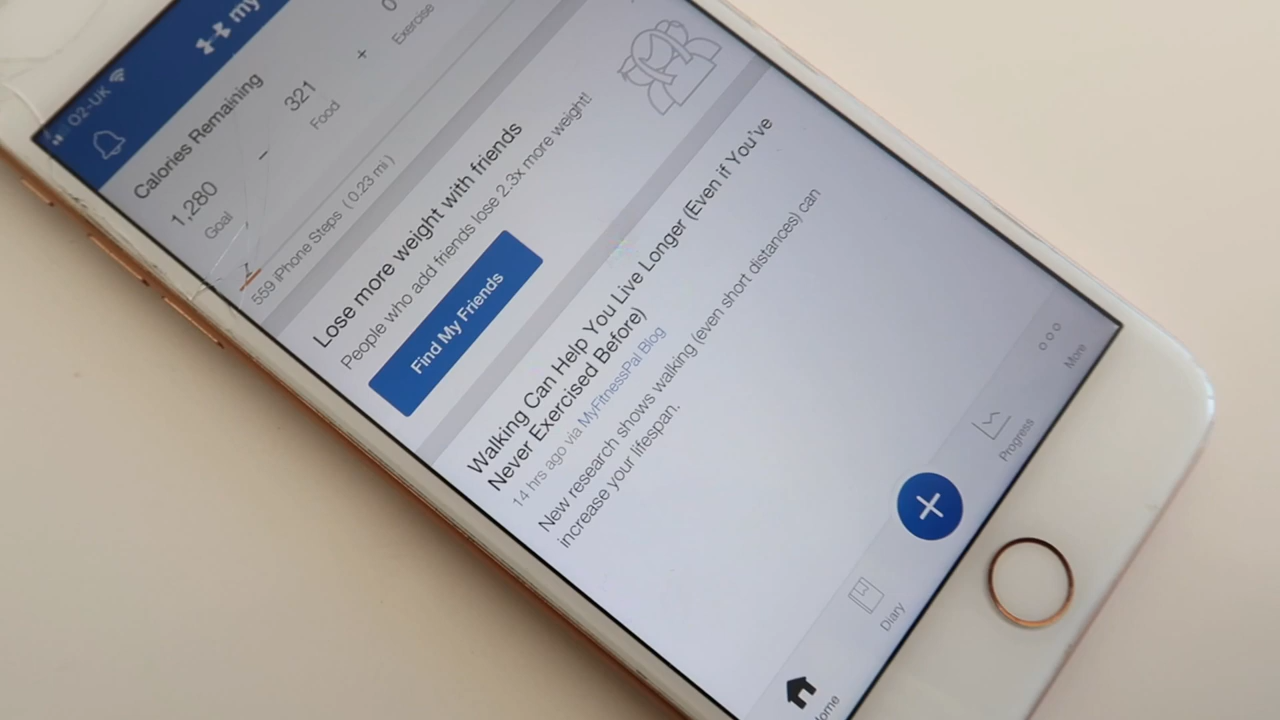 O2-UK
my
Calories Remaining
1,280 - 321 + 0
Goal Food Exercise
559 iPhone Steps (0.23 mi)
Lose more weight with friends
People who add friends lose 2.3x more weight!
Find My Friends
Walking Can Help You Live Longer (Even if You've
Never Exercised Before)
14 hrs ago via MyFitnessPal Blog
New research shows walking (even short distances) can
increase your lifespan.
Home Diary + Progress More